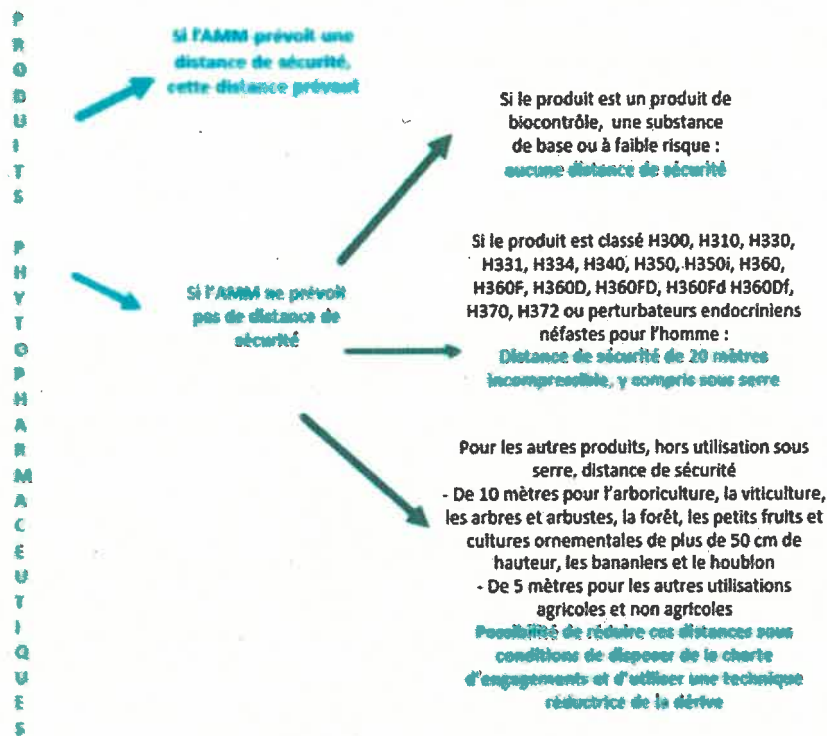 PRODUITS PHYTOPHARMACEUTIQUES
Si l'AMM prévoit une
distance de sécurité,
cette distance prévaut
Si l'AMM ne prévoit
pas de distance de
sécurité
Si le produit est un produit de
biocontrôle, une substance
de base ou à faible risque :
aucune distance de sécurité
Si le produit est classé H300, H310, H330,
H331, H334, H340, H350, H350i, H360,
H360F, H360D, H360FD, H360Fd H360Df,
H370, H372 ou perturbateurs endocriniens
néfastes pour l'homme :
Distance de sécurité de 20 mètres
incompressible, y compris sous serre
Pour les autres produits, hors utilisation sous
serre, distance de sécurité
- De 10 mètres pour l'arboriculture, la viticulture,
les arbres et arbustes, la forêt, les petits fruits et
cultures ornementales de plus de 50 cm de
hauteur, les bananiers et le houblon
- De 5 mètres pour les autres utilisations
agricoles et non agricoles
Possibilité de réduire ces distances sous
conditions de disposer de la charte
d'engagements et d'utiliser une technique
réductrice de la dérive